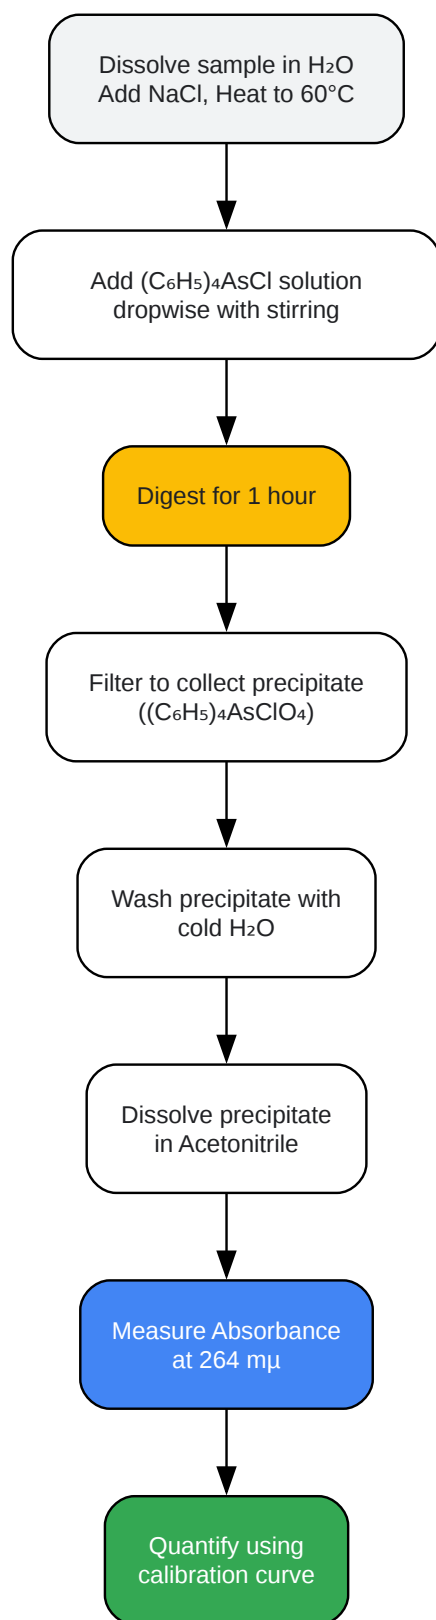 Dissolve sample in H₂O
Add NaCl, Heat to 60°C
Add (C₆H₅)₄AsCl solution
dropwise with stirring
Digest for 1 hour
Filter to collect precipitate
((C₆H₅)₄AsClO₄)
Wash precipitate with
cold H₂O
Dissolve precipitate
in Acetonitrile
Measure Absorbance
at 264 mµ
Quantify using
calibration curve